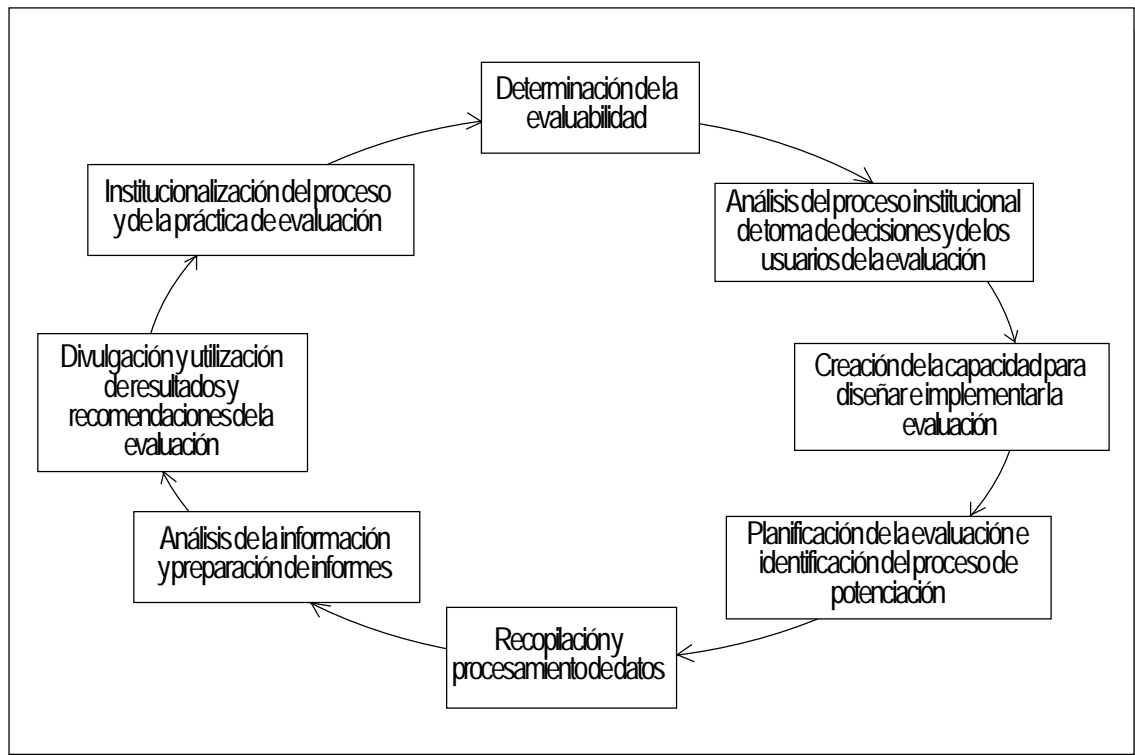 Determinación de la
evaluabilidad
Análisis del proceso institucional
de toma de decisiones y de los
usuarios de la evaluación
Creación de la capacidad para
diseñar e implementar la
evaluación
Planificación de la evaluación e
identificación del proceso de
potenciación
Recopilación y
procesamiento de datos
Análisis de la información
y preparación de informes
Divulgación y utilización
de resultados y
recomendaciones de la
evaluación
Institucionalización del proceso
y de la práctica de evaluación